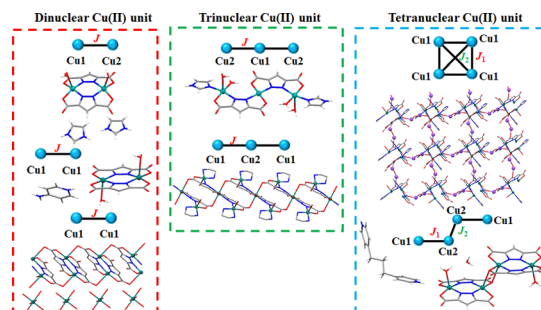 Dinuclear Cu(II) unit
J
Cu1 Cu2
J
Cu1 Cu1
J
Cu1 Cu1
Trinuclear Cu(II) unit
J
Cu2 Cu1 Cu2
J
Cu1 Cu2 Cu1
Tetranuclear Cu(II) unit
Cu1 Cu1
J2 J1
Cu1 Cu1
Cu2
Cu1
J1 J2
Cu1
Cu2